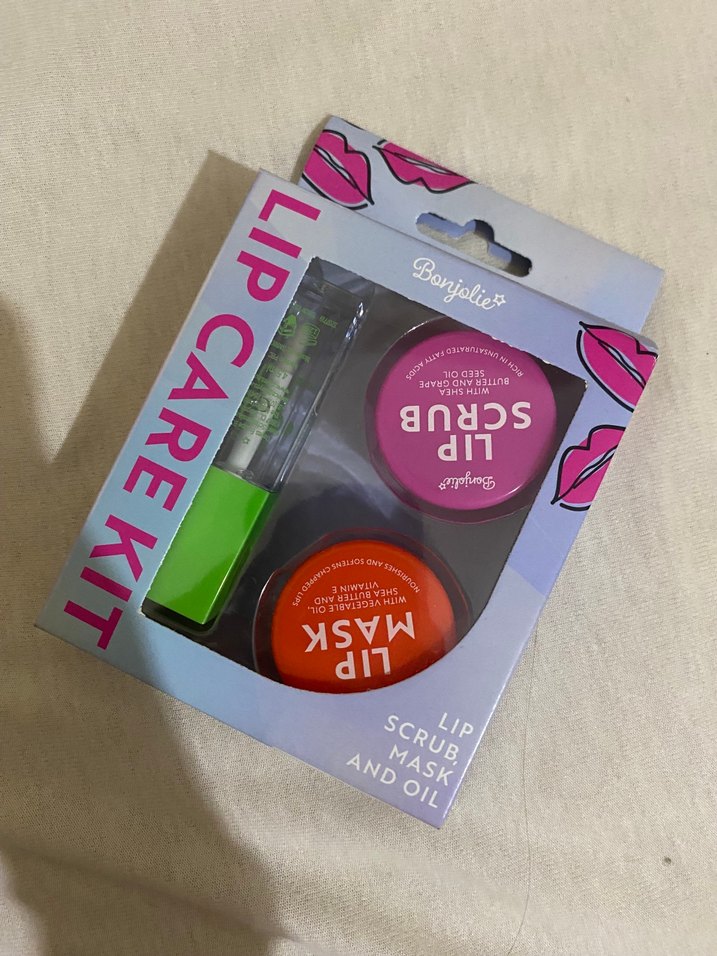 LIP CARE KIT
Bonjolie
Bonjolie
LIP
SCRUB
WITH SHEA
BUTTER AND GRAPE
SEED OIL
RICH IN UNSATURATED FATTY ACIDS
LIP
MASK
WITH VEGETABLE OIL,
SHEA BUTTER AND
VITAMIN E
NOURISHES AND SOFTENS CHAPPED LIPS
LIP
SCRUB,
MASK
AND OIL